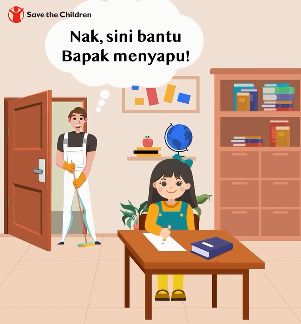 Save the Children
Nak, sini bantu
Bapak menyapu!